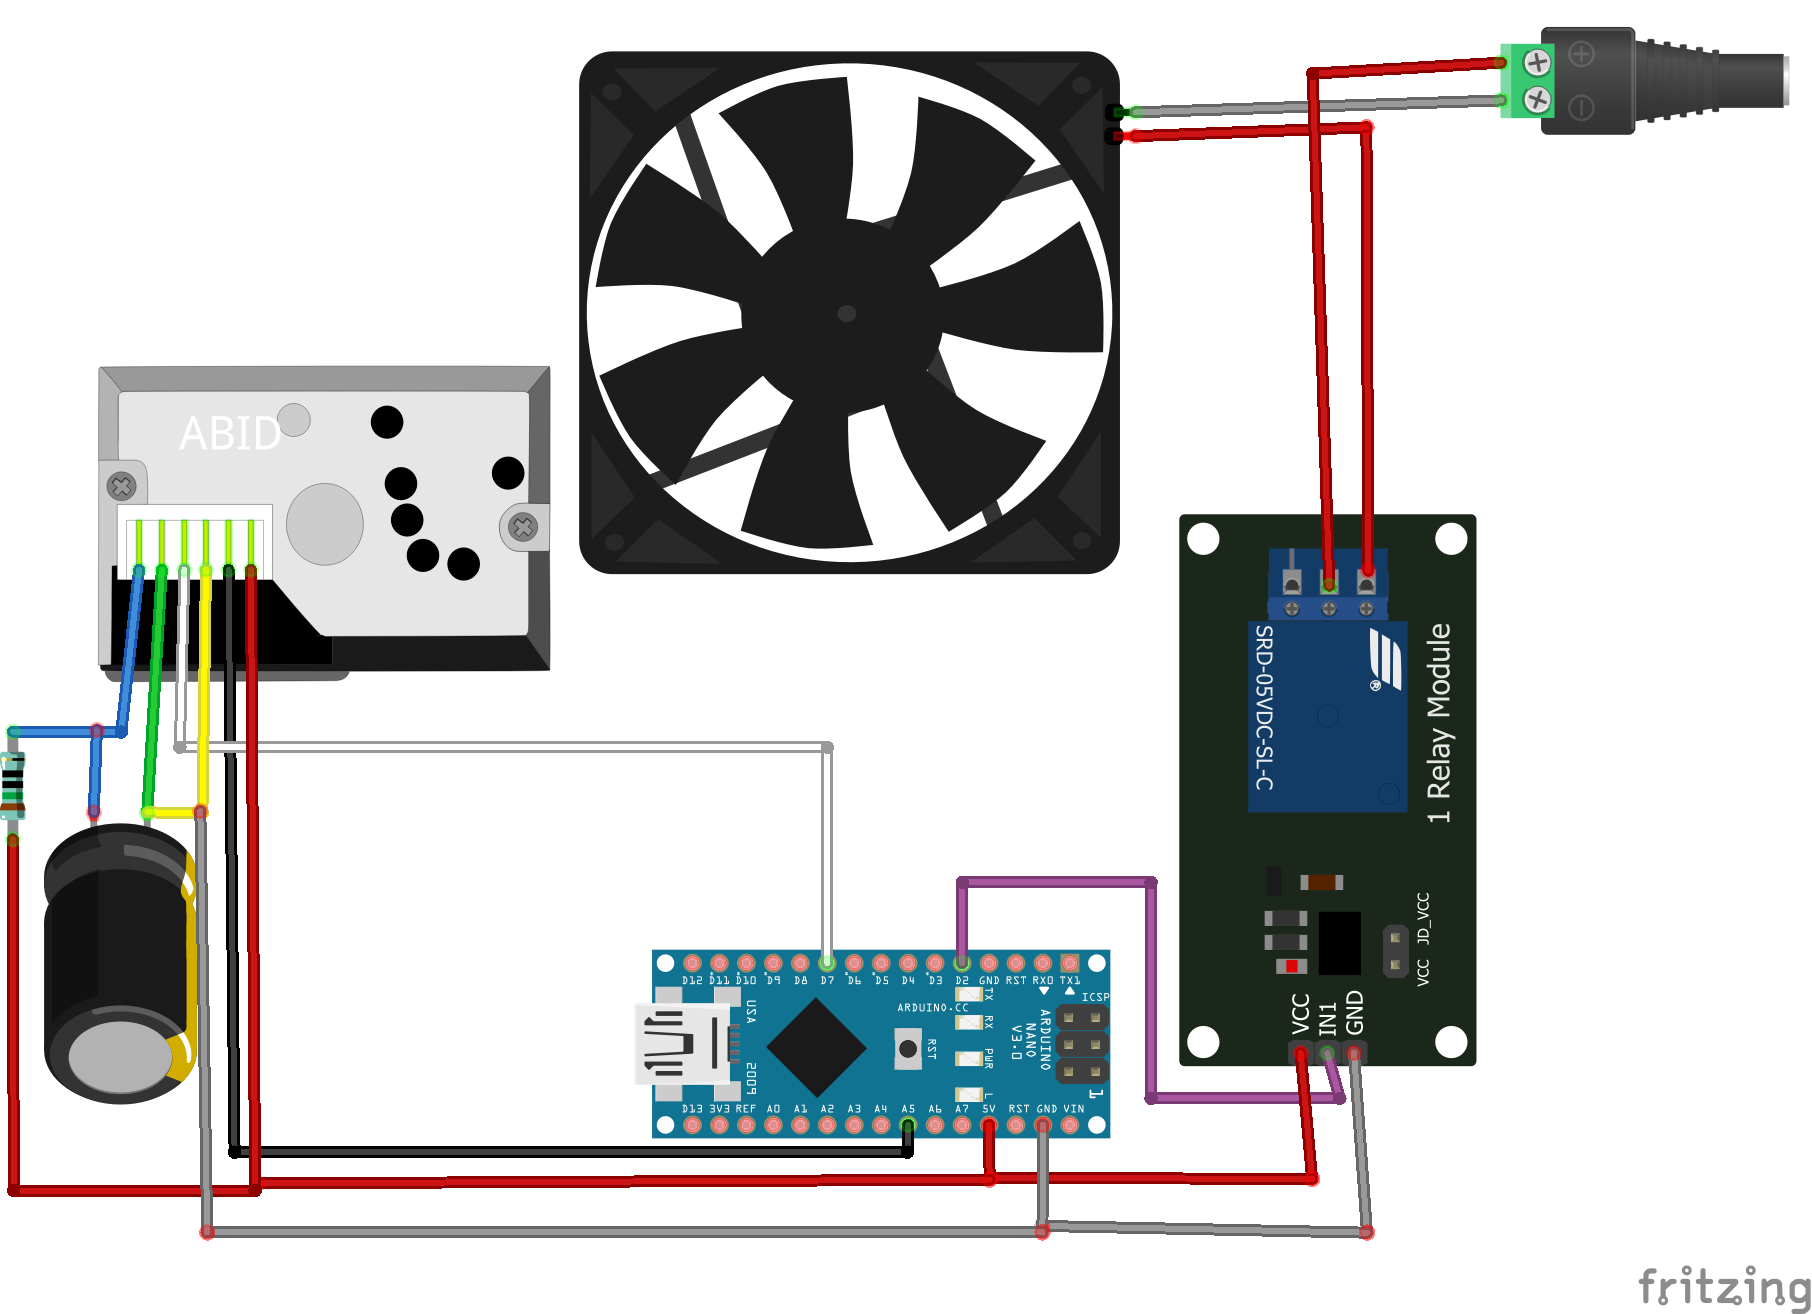 ABID
SRD-05VDC-SL-C
®
1 Relay Module
JD_VCC
VCC
VCC
IN1
GND
D12 D11 D10 D9 D8 D7 D6 D5 D4 D3 D2 GND RST RX0 TX1
ARDUINO.CC
ICSP
USA
TX
RX
RST
PWR
L
ARDUINO
NANO
V3.0
2005
1
D13 3V3 REF A0 A1 A2 A3 A4 A5 A6 A7 5V RST GND VIN
fritzing